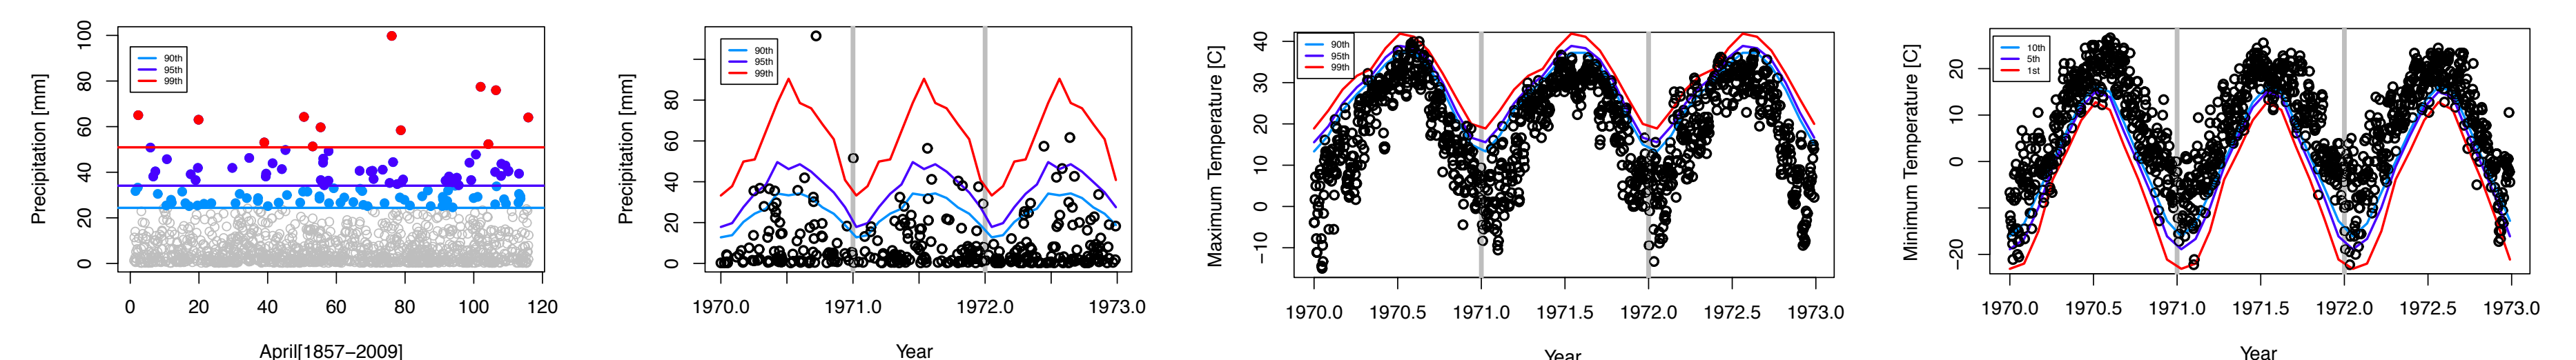 Precipitation [mm]
0 20 40 60 80 100
90th
95th
99th
0 20 40 60 80 100 120
April[1857−2009]
Precipitation [mm]
0 20 40 60 80
90th
95th
99th
1970.0 1971.0 1972.0 1973.0
Year
Maximum Temperature [C]
−10 0 10 20 30 40
90th
95th
99th
1970.0 1970.5 1971.0 1971.5 1972.0 1972.5 1973.0
Year
Minimum Temperature [C]
−20 0 10 20
10th
5th
1st
1970.0 1970.5 1971.0 1971.5 1972.0 1972.5 1973.0
Year